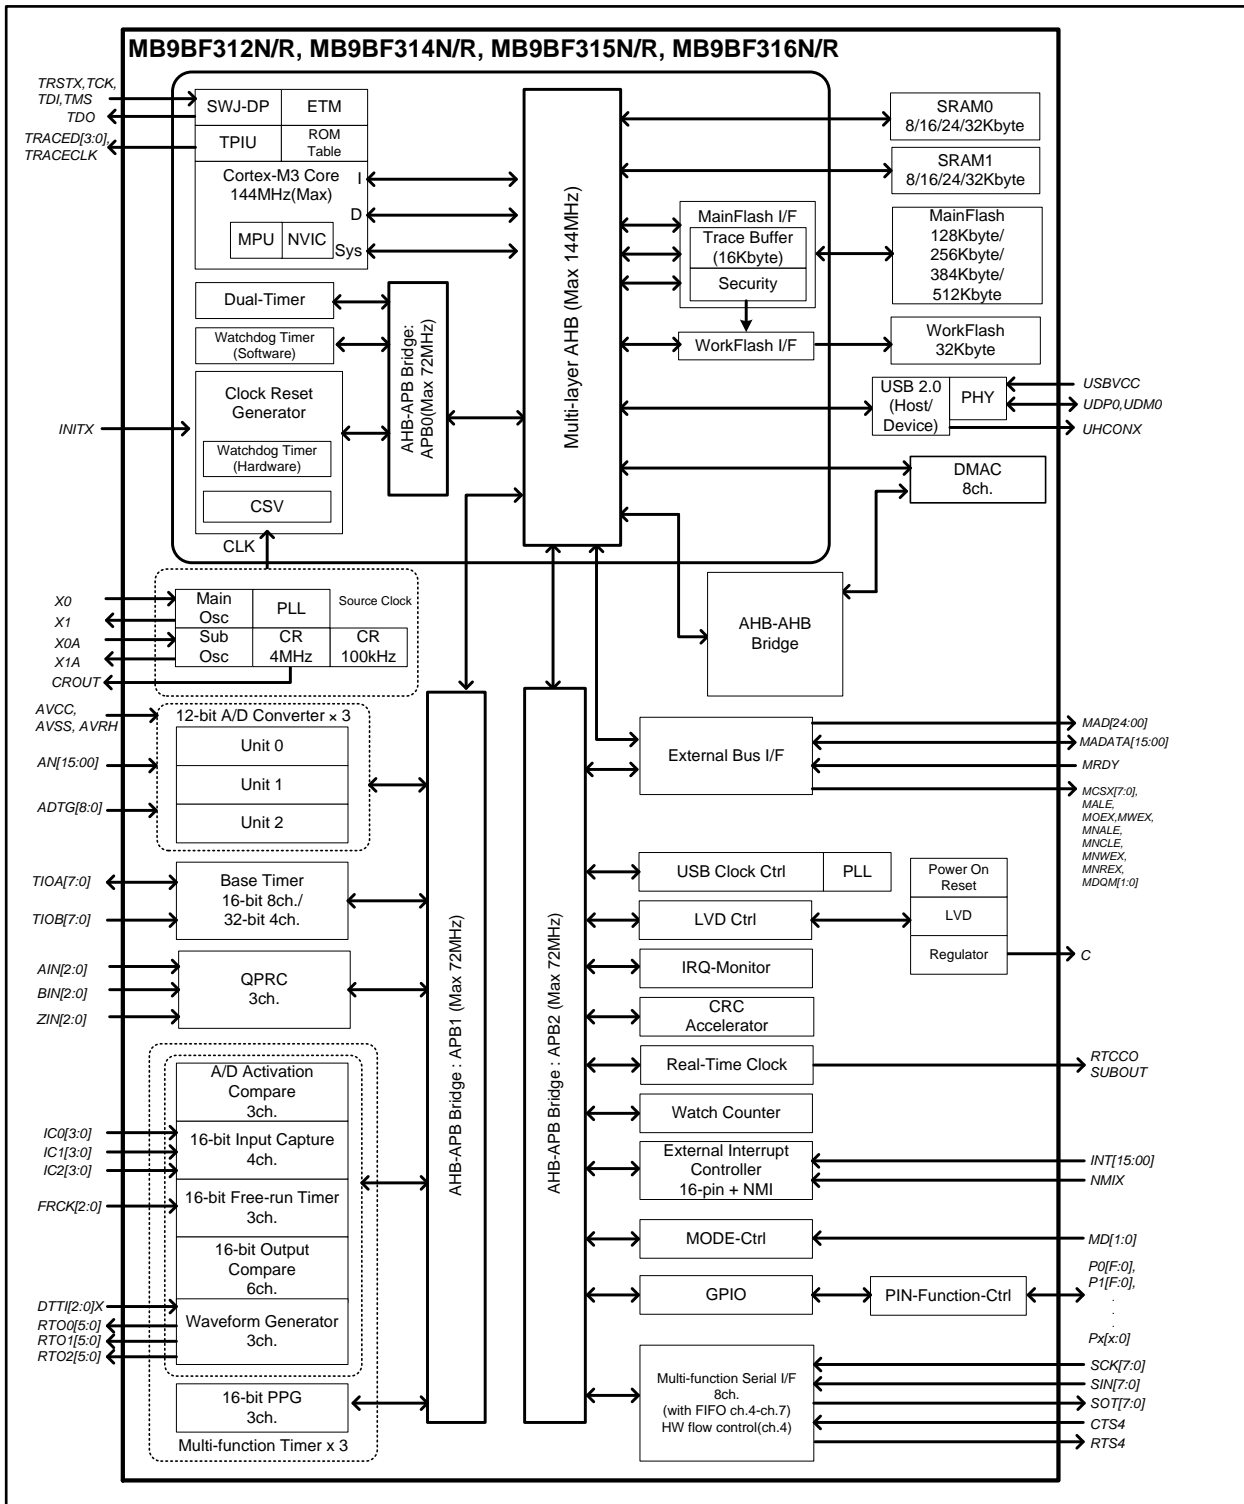 MB9BF312N/R, MB9BF314N/R, MB9BF315N/R, MB9BF316N/R
TRSTX,TCK,
TDI,TMS
TDO
TRACED[3:0],
TRACECLK
SWJ-DP
ETM
TPIU
ROM
Table
Cortex-M3 Core
144MHz(Max)
I
D
Sys
MPU
NVIC
Dual-Timer
Watchdog Timer
(Software)
Clock Reset
Generator
Watchdog Timer
(Hardware)
CSV
CLK
INITX
AHB-APB Bridge:
APB0(Max 72MHz)
Multi-layer AHB (Max 144MHz)
MainFlash I/F
Trace Buffer
(16Kbyte)
Security
WorkFlash I/F
SRAM0
8/16/24/32Kbyte
SRAM1
8/16/24/32Kbyte
MainFlash
128Kbyte/
256Kbyte/
384Kbyte/
512Kbyte
WorkFlash
32Kbyte
USB 2.0
(Host/
Device)
PHY
USBVCC
UDP0,UDM0
UHCONX
DMAC
8ch.
AHB-AHB
Bridge
X0
X1
X0A
X1A
CROUT
Main
Osc
PLL
Source Clock
Sub
Osc
CR
4MHz
CR
100kHz
AVCC,
AVSS, AVRH
AN[15:00]
ADTG[8:0]
12-bit A/D Converter × 3
Unit 0
Unit 1
Unit 2
TIOA[7:0]
TIOB[7:0]
Base Timer
16-bit 8ch./
32-bit 4ch.
AIN[2:0]
BIN[2:0]
ZIN[2:0]
QPRC
3ch.
A/D Activation
Compare
3ch.
IC0[3:0]
IC1[3:0]
IC2[3:0]
16-bit Input Capture
4ch.
FRCK[2:0]
16-bit Free-run Timer
3ch.
16-bit Output
Compare
6ch.
DTTI[2:0]X
RTO0[5:0]
RTO1[5:0]
RTO2[5:0]
Waveform Generator
3ch.
16-bit PPG
3ch.
Multi-function Timer x 3
AHB-APB Bridge : APB1 (Max 72MHz)
AHB-APB Bridge : APB2 (Max 72MHz)
External Bus I/F
MAD[24:00]
MADATA[15:00]
MRDY
MCSX[7:0],
MALE,
MOEX,MWEX,
MNALE,
MNCLE,
MNWEX,
MNREX,
MDQM[1:0]
USB Clock Ctrl
PLL
LVD Ctrl
Power On
Reset
LVD
Regulator
C
IRQ-Monitor
CRC
Accelerator
Real-Time Clock
RTCCO
SUBOUT
Watch Counter
External Interrupt
Controller
16-pin + NMI
INT[15:00]
NMIX
MODE-Ctrl
MD[1:0]
GPIO
PIN-Function-Ctrl
P0[F:0],
P1[F:0],
.
.
.
Px[x:0]
Multi-function Serial I/F
8ch.
(with FIFO ch.4-ch.7)
HW flow control(ch.4)
SCK[7:0]
SIN[7:0]
SOT[7:0]
CTS4
RTS4